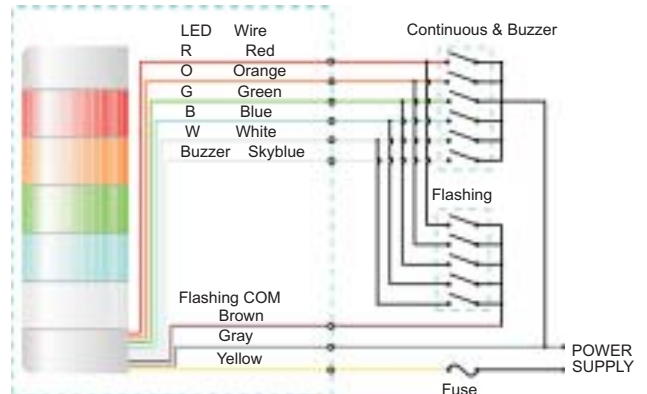 LED Wire Continuous & Buzzer
R Red
O Orange
G Green
B Blue
W White
Buzzer Skyblue
Flashing
Flashing COM
Brown
Gray
Yellow
POWER
SUPPLY
Fuse